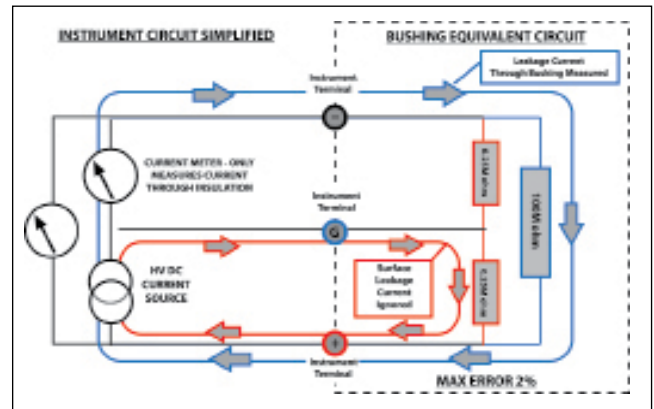 INSTRUMENT CIRCUIT SIMPLIFIED
BUSHING EQUIVALENT CIRCUIT
Leakage Current
Through Bushing Measured
Instrument
Terminal
-
CURRENT METER - ONLY
MEASURES CURRENT
THROUGH INSULATION
Instrument
Terminal
G
100M ohm
HV DC
CURRENT
SOURCE
Surface
Leakage
Current
Ignored
+
Instrument
Terminal
MAX ERROR 2%